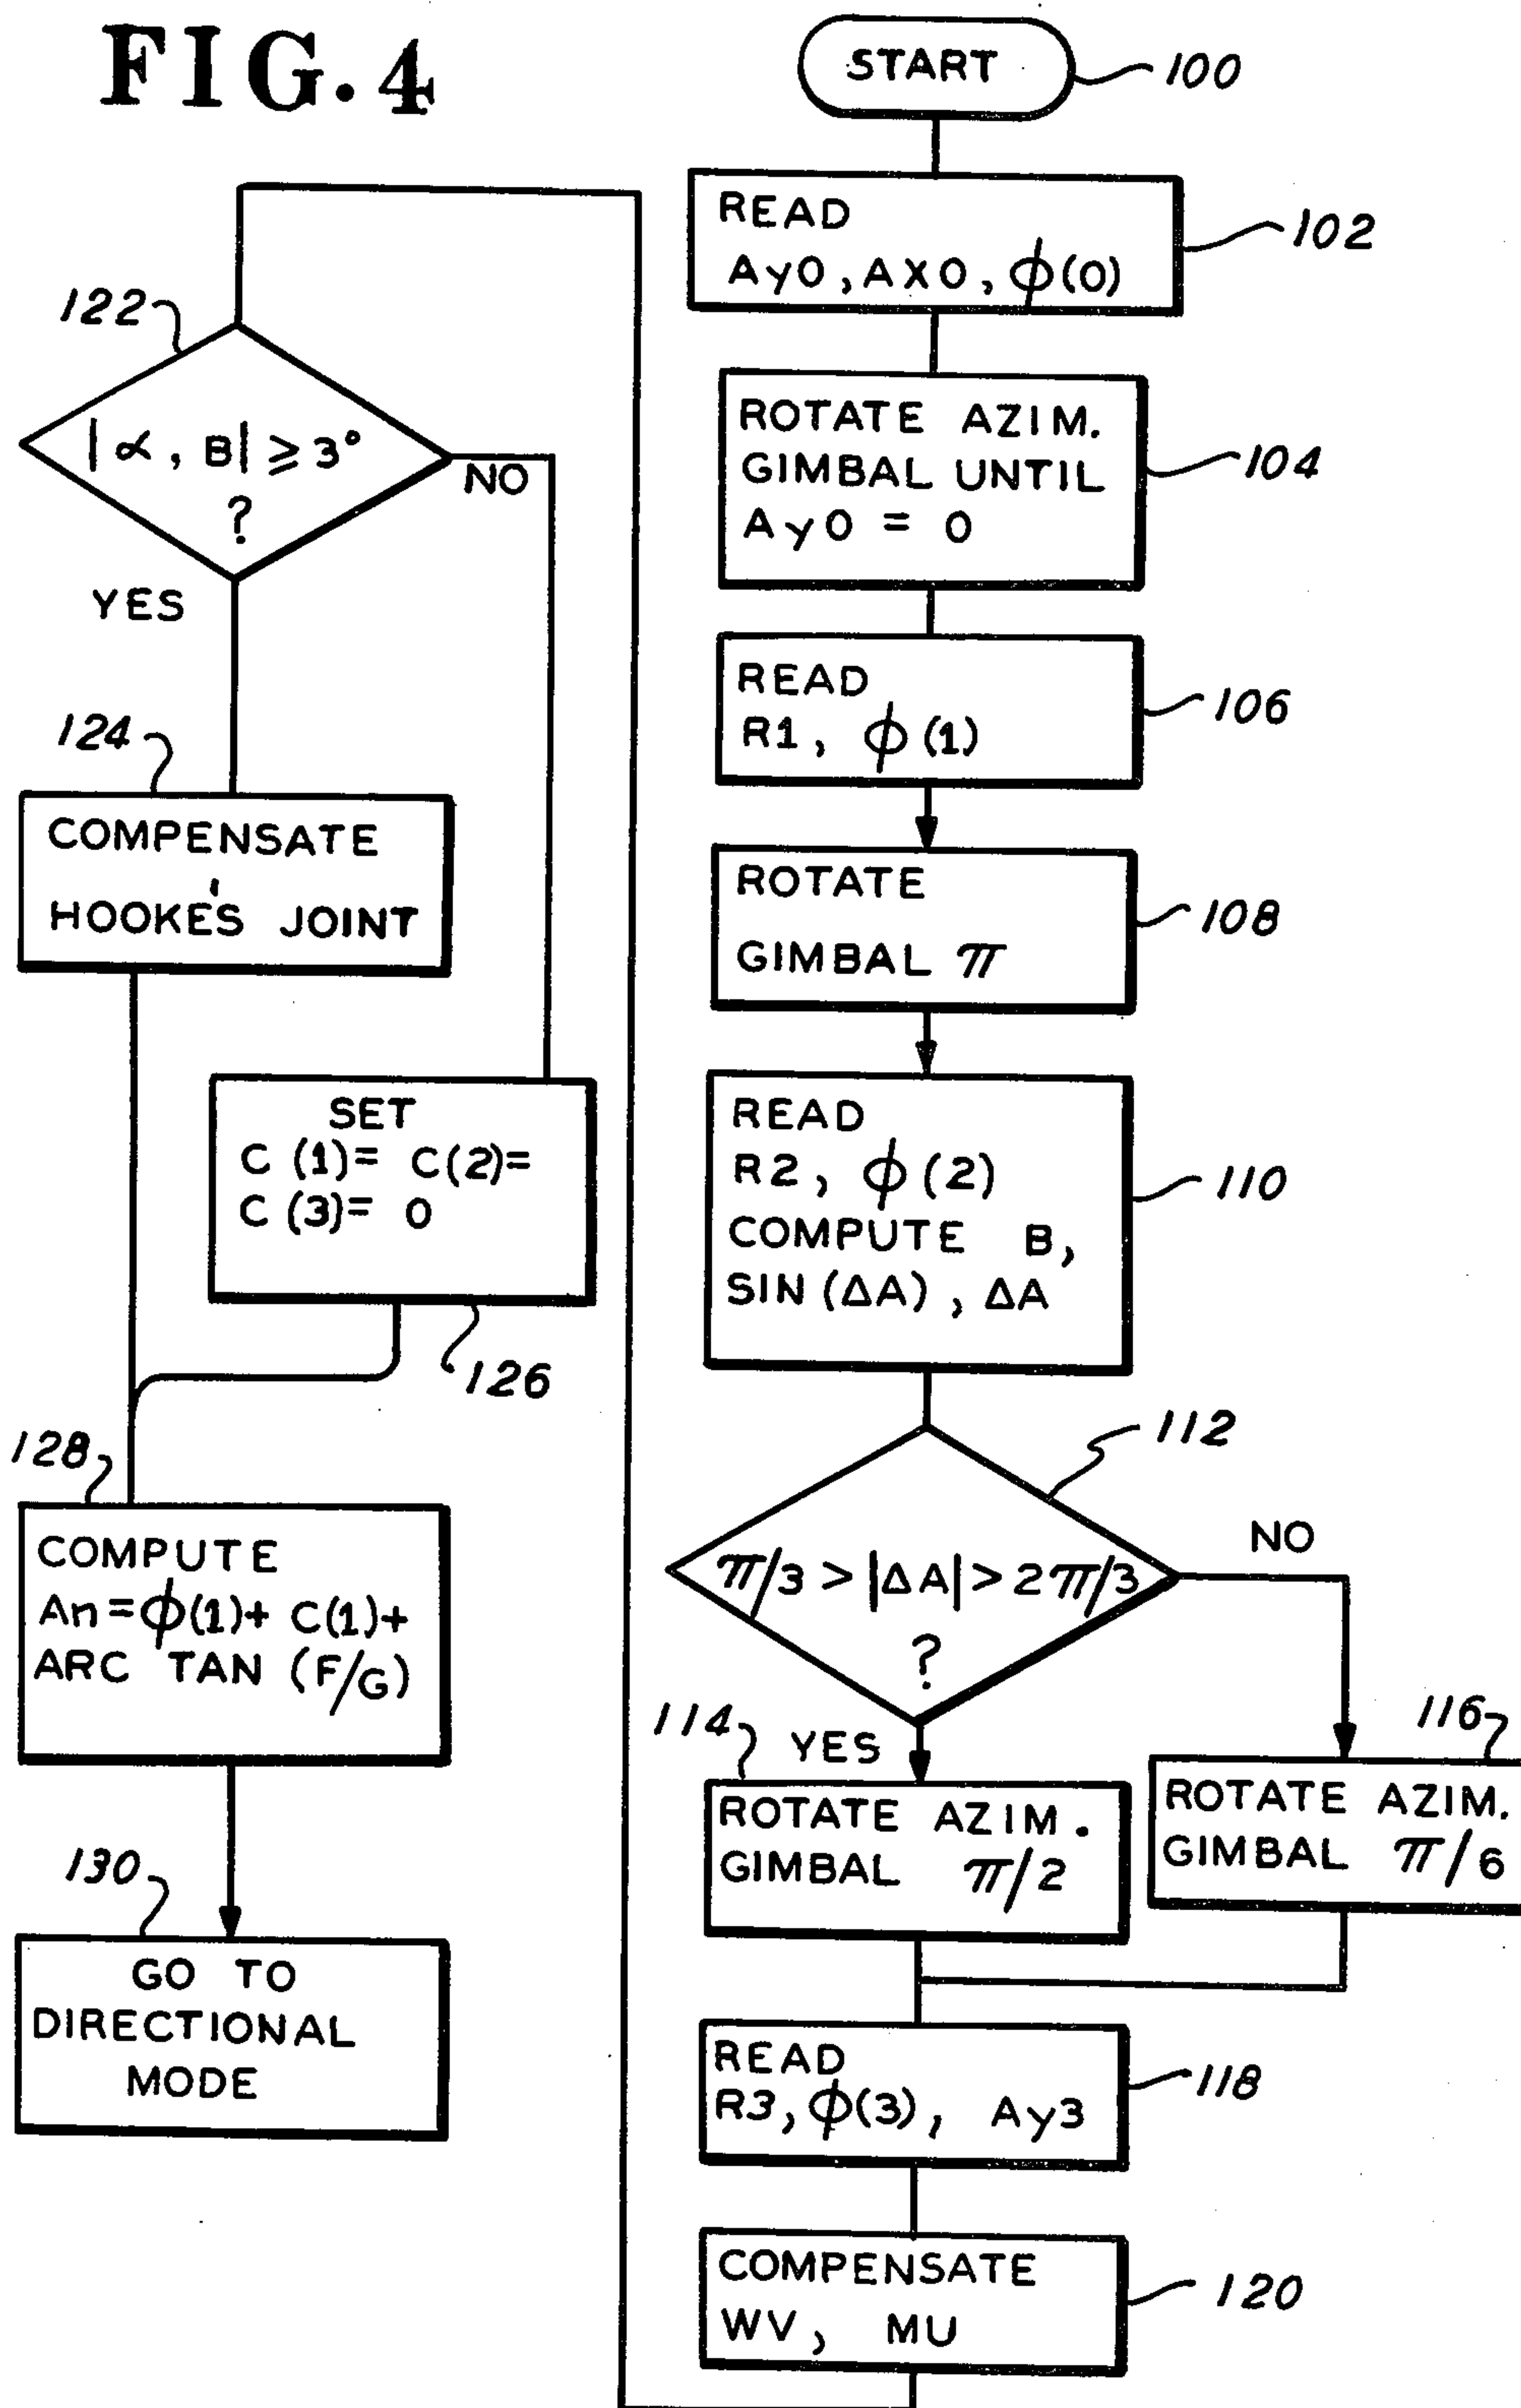 FIG. 4
START
100
READ
Ay0, AX0, ϕ(0)
102
ROTATE AZIM.
GIMBAL UNTIL
Ay0 = 0
104
READ
R1, ϕ(1)
106
ROTATE
GIMBAL π
108
READ
R2, ϕ(2)
COMPUTE B,
SIN (ΔA), ΔA
110
112
π/3 > |ΔA| > 2π/3
?
NO
YES
114
ROTATE AZIM.
GIMBAL π/2
116
ROTATE AZIM.
GIMBAL π/6
READ
R3, ϕ(3), Ay3
118
COMPENSATE
WV, MU
120
122
|α, B| ≥ 3°
?
NO
YES
124
COMPENSATE
HOOKE'S JOINT
SET
C (1)= C(2)=
C (3)= 0
126
128
COMPUTE
An = ϕ(1)+ C(1)+
ARC TAN (F/G)
130
GO TO
DIRECTIONAL
MODE